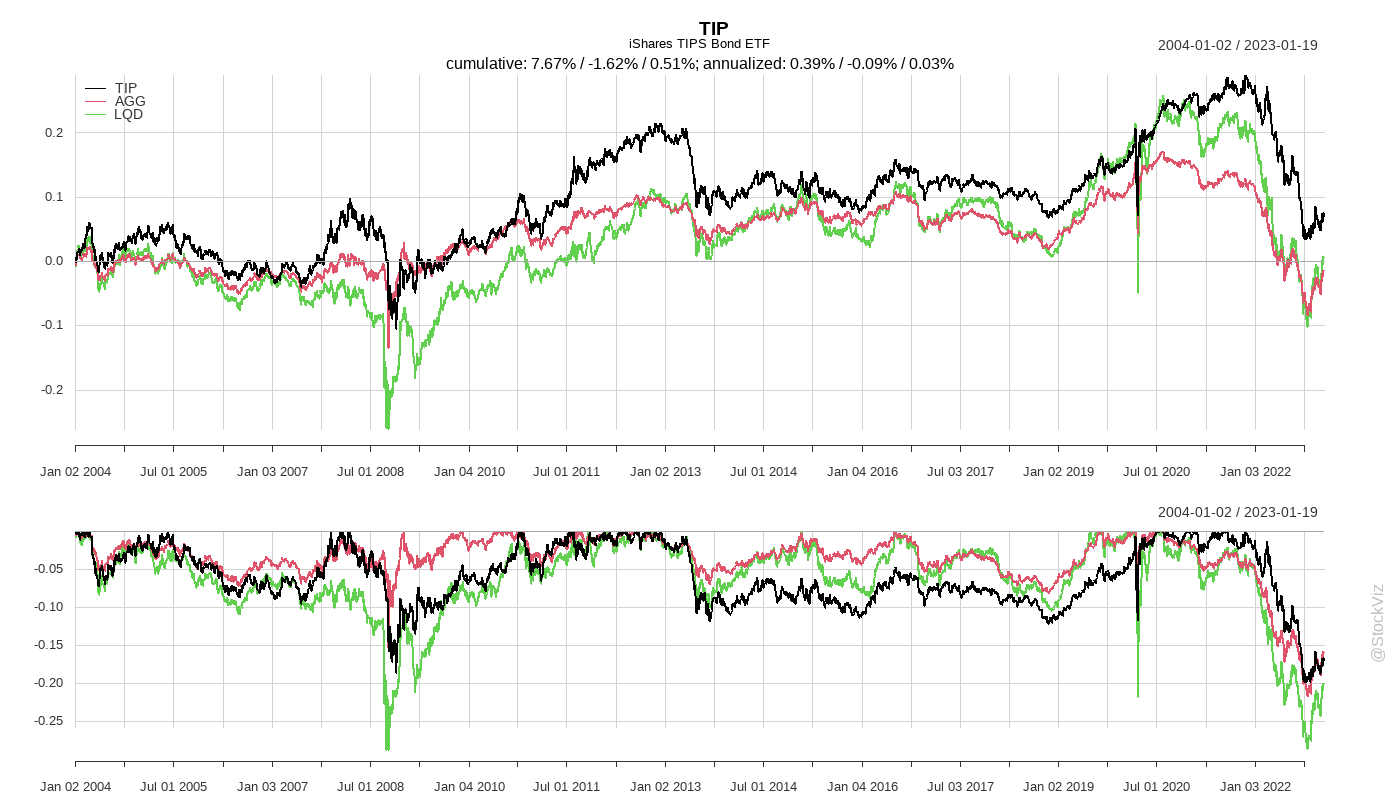 TIP
iShares TIPS Bond ETF
2004-01-02 / 2023-01-19
cumulative: 7.67% / -1.62% / 0.51%; annualized: 0.39% / -0.09% / 0.03%
TIP
AGG
LQD
0.2
0.1
0.0
-0.1
-0.2
Jan 02 2004 Jul 01 2005 Jan 03 2007 Jul 01 2008 Jan 04 2010 Jul 01 2011 Jan 02 2013 Jul 01 2014 Jan 04 2016 Jul 03 2017 Jan 02 2019 Jul 01 2020 Jan 03 2022
2004-01-02 / 2023-01-19
-0.05
-0.10
-0.15
-0.20
-0.25
Jan 02 2004 Jul 01 2005 Jan 03 2007 Jul 01 2008 Jan 04 2010 Jul 01 2011 Jan 02 2013 Jul 01 2014 Jan 04 2016 Jul 03 2017 Jan 02 2019 Jul 01 2020 Jan 03 2022
@StockViz